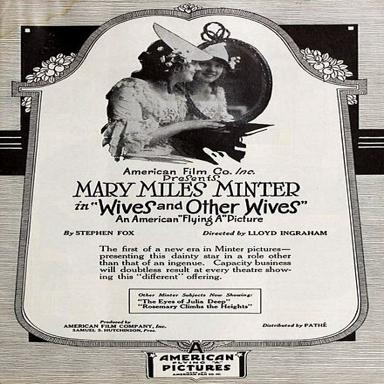 American Film Co. Inc.
Presents
MARY MILES MINTER
in "Wives and Other Wives"
An American "Flying A" Picture
By STEPHEN FOX
Directed by LLOYD INGRAHAM
The first of a new era in Minter pictures—
presenting this dainty star in a role other
than that of an ingenue. Capacity business
will doubtless result at every theatre show-
ing this "different" offering.
Other Minter Subjects Now Showing:
"The Eyes of Julia Deep"
"Rosemary Climbs the Heights"
Produced by
AMERICAN FILM COMPANY, Inc.
SAMUEL S. HUTCHINSON, Pres.
Distributed by PATHÉ
A
AMERICAN
FLYING "A"
PICTURES
AMERICAN FILM CO. INC.